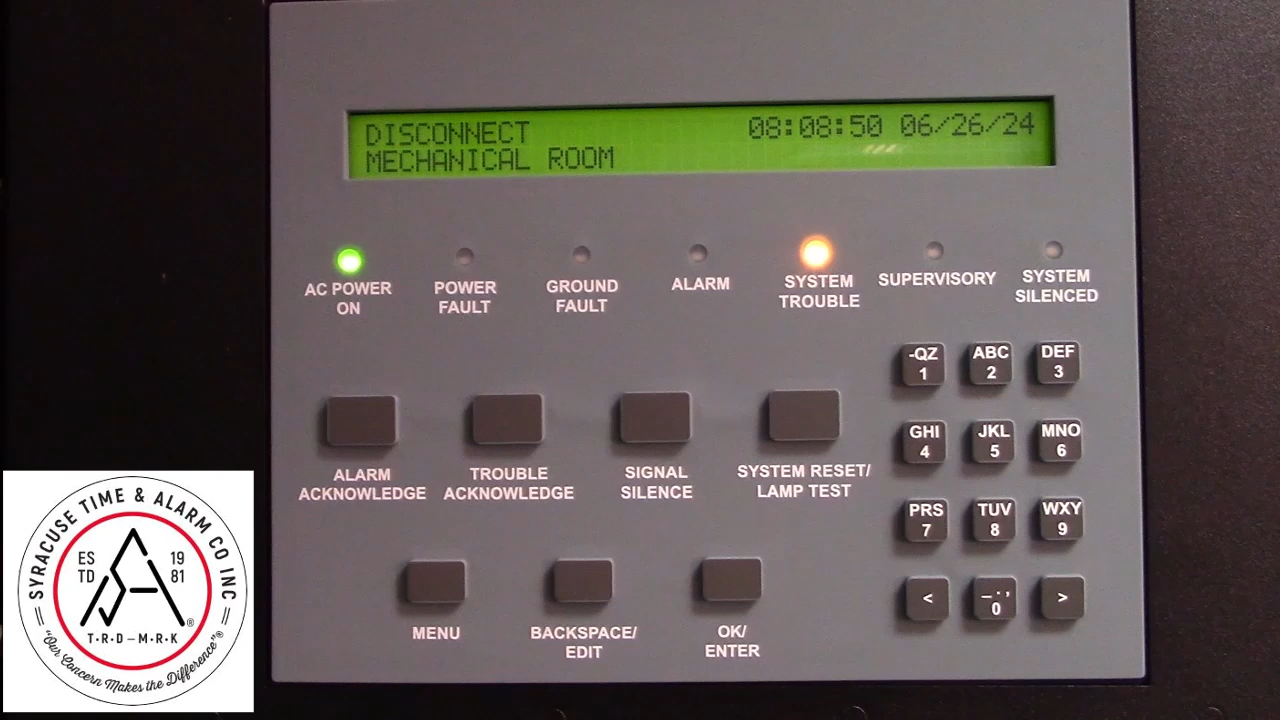 DISCONNECT 08:08:50 06/26/24
MECHANICAL ROOM
AC POWER
ON
POWER
FAULT
GROUND
FAULT
ALARM
SYSTEM
TROUBLE
SUPERVISORY
SYSTEM
SILENCED
-QZ
1
ABC
2
DEF
3
GHI
4
JKL
5
MNO
6
PRS
7
TUV
8
WXY
9
<
_ . ,
0
>
ALARM
ACKNOWLEDGE
TROUBLE
ACKNOWLEDGE
SIGNAL
SILENCE
SYSTEM RESET/
LAMP TEST
MENU
BACKSPACE/
EDIT
OK/
ENTER
SYRACUSE TIME & ALARM CO INC
ES
TD
19
81
®
T·R·D–M·R·K
"Our Concern Makes the Difference"®